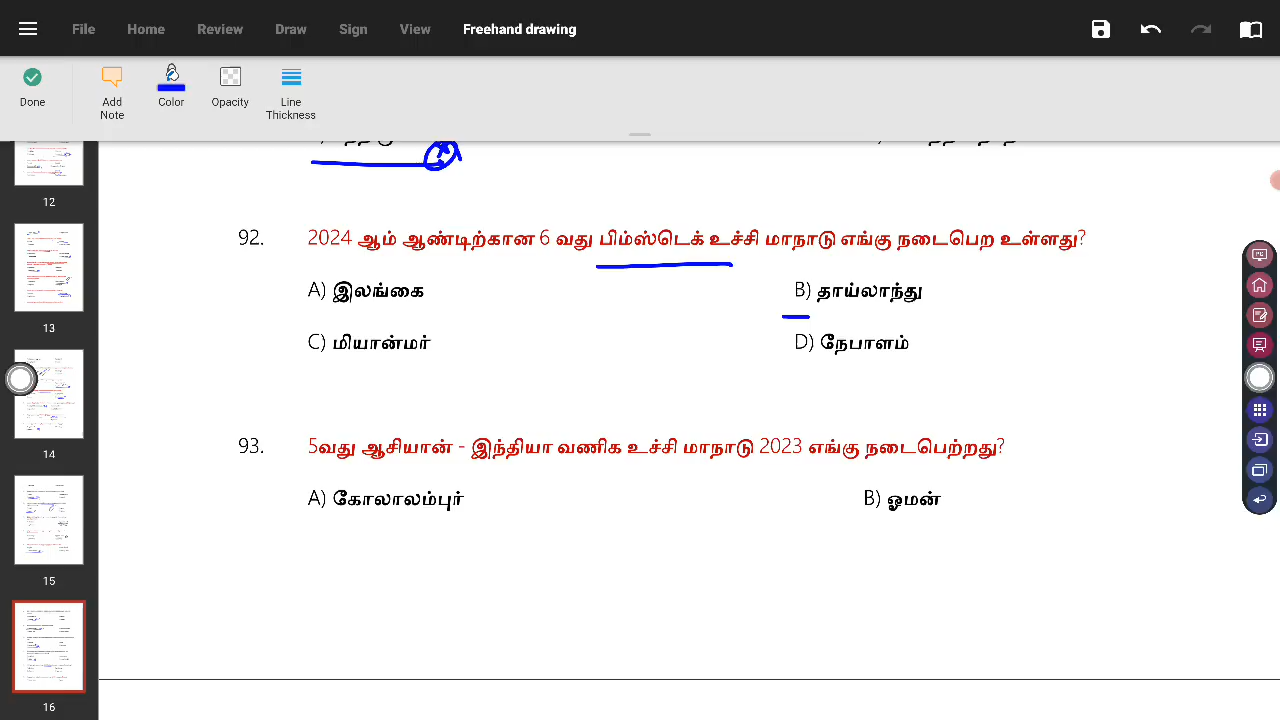 File Home Review Draw Sign View Freehand drawing
Done Add Note Color Opacity Line Thickness
12
92. 2024 ஆம் ஆண்டிற்கான 6 வது பிம்ஸ்டெக் உச்சி மாநாடு எங்கு நடைபெற உள்ளது?
A) இலங்கை B) தாய்லாந்து
13
C) மியான்மர் D) நேபாளம்
14
93. 5வது ஆசியான் - இந்தியா வணிக உச்சி மாநாடு 2023 எங்கு நடைபெற்றது?
A) கோலாலம்பூர் B) ஓமன்
15
16